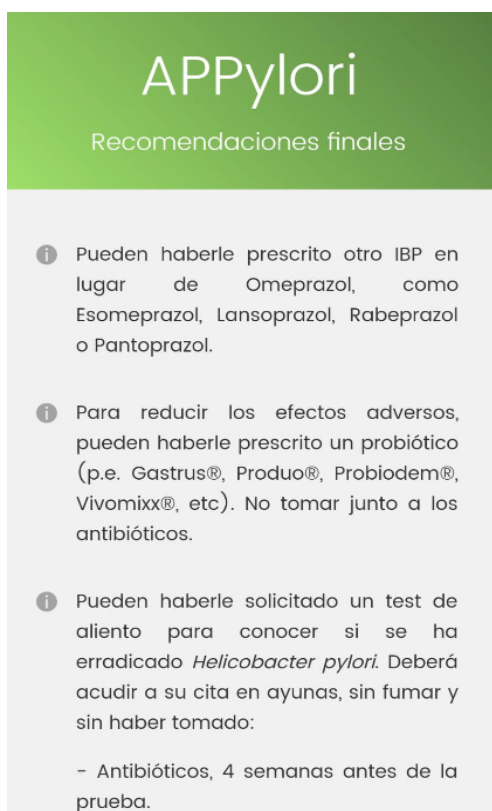 APPylori
Recomendaciones finales
Pueden haberle prescrito otro IBP en
lugar de Omeprazol, como
Esomeprazol, Lansoprazol, Rabeprazol
o Pantoprazol.
Para reducir los efectos adversos,
pueden haberle prescrito un probiótico
(p.e. Gastrus®, Produo®, Probiodem®,
Vivomixx®, etc). No tomar junto a los
antibióticos.
Pueden haberle solicitado un test de
aliento para conocer si se ha
erradicado Helicobacter pylori. Deberá
acudir a su cita en ayunas, sin fumar y
sin haber tomado:
- Antibióticos, 4 semanas antes de la
prueba.